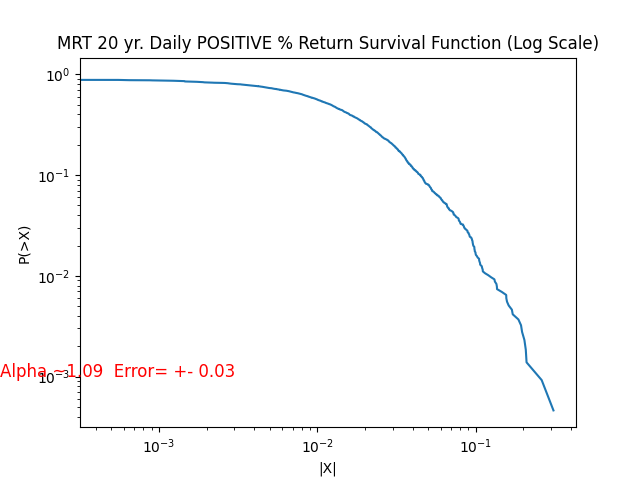 MRT 20 yr. Daily POSITIVE % Return Survival Function (Log Scale)
10⁰
10⁻¹
P(>X)
10⁻²
Alpha ~1.09 Error= +- 0.03
10⁻³
10⁻³ 10⁻² 10⁻¹
|X|